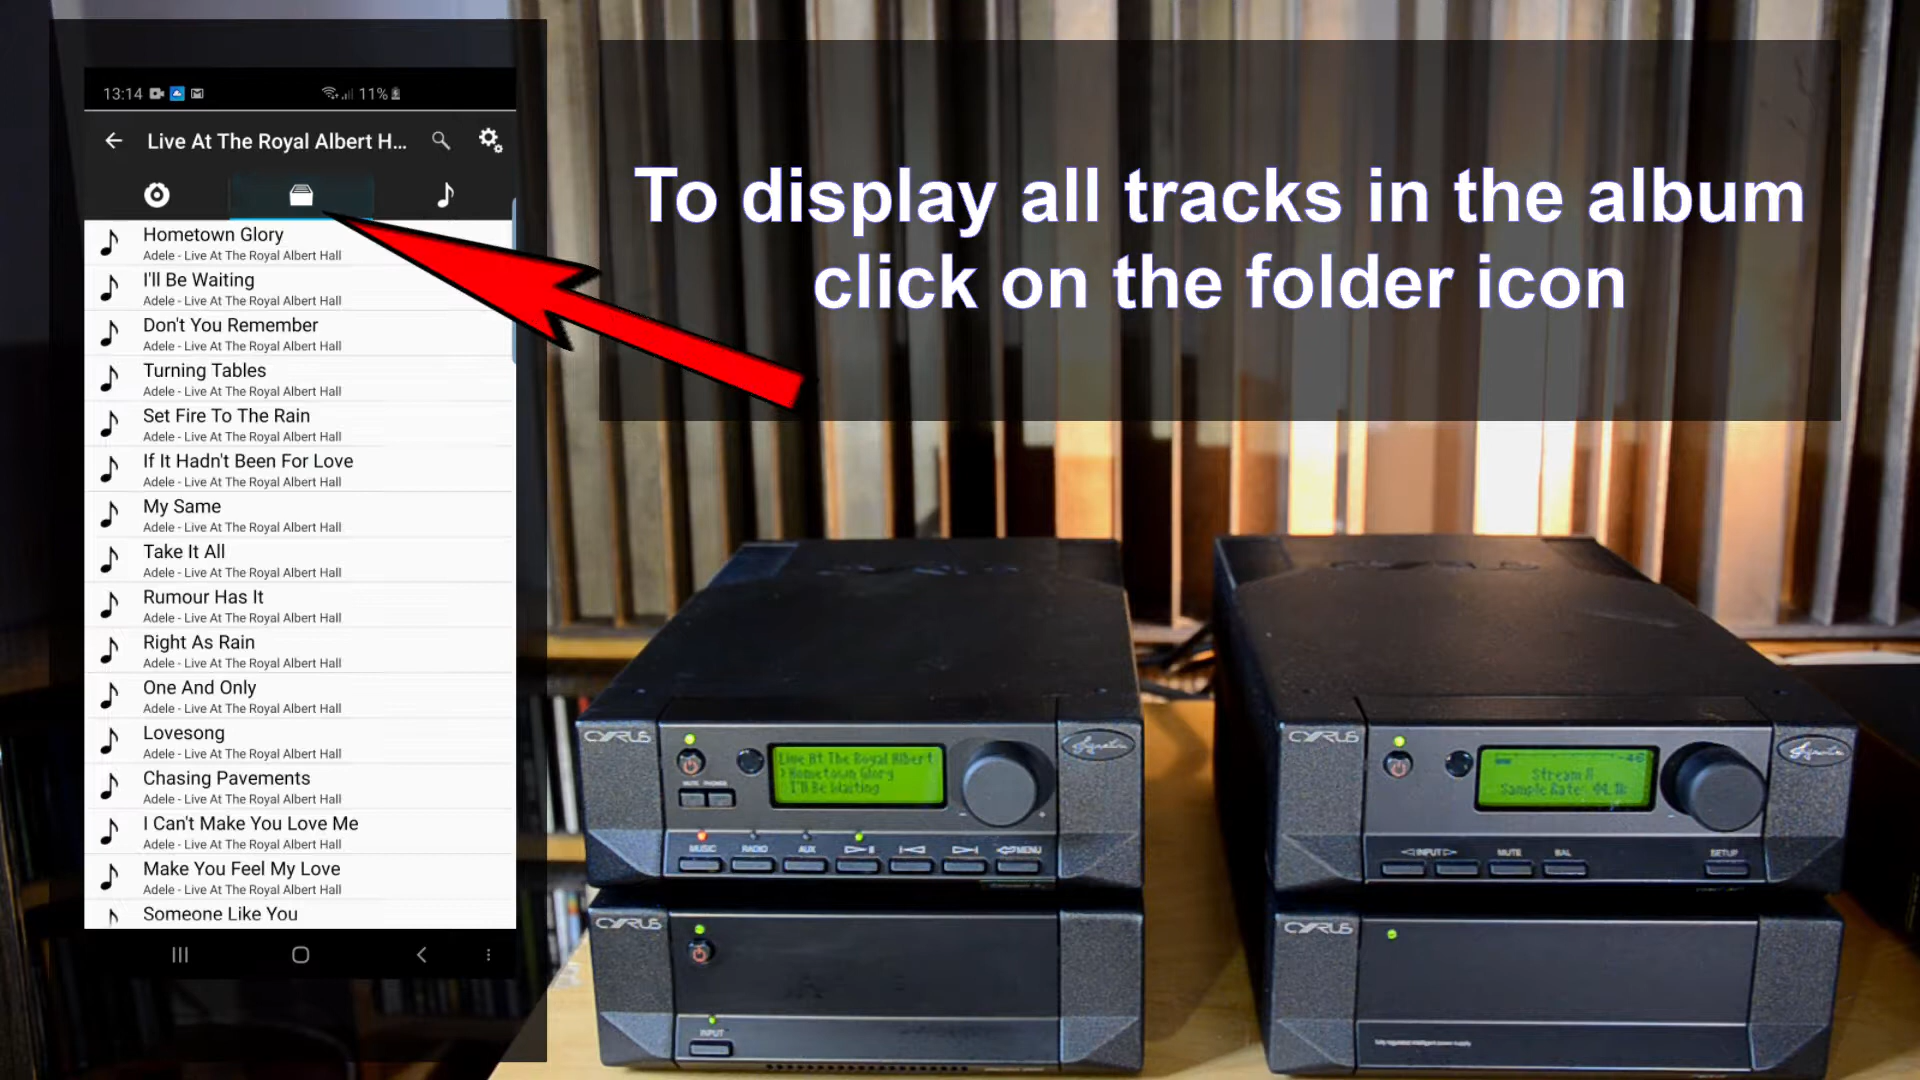 13:14
11%
Live At The Royal Albert H...
Hometown Glory
Adele - Live At The Royal Albert Hall
I'll Be Waiting
Adele - Live At The Royal Albert Hall
Don't You Remember
Adele - Live At The Royal Albert Hall
Turning Tables
Adele - Live At The Royal Albert Hall
Set Fire To The Rain
Adele - Live At The Royal Albert Hall
If It Hadn't Been For Love
Adele - Live At The Royal Albert Hall
My Same
Adele - Live At The Royal Albert Hall
Take It All
Adele - Live At The Royal Albert Hall
Rumour Has It
Adele - Live At The Royal Albert Hall
Right As Rain
Adele - Live At The Royal Albert Hall
One And Only
Adele - Live At The Royal Albert Hall
Lovesong
Adele - Live At The Royal Albert Hall
Chasing Pavements
Adele - Live At The Royal Albert Hall
I Can't Make You Love Me
Adele - Live At The Royal Albert Hall
Make You Feel My Love
Adele - Live At The Royal Albert Hall
Someone Like You
To display all tracks in the album
click on the folder icon
CYRUS
Live At The Royal Albert
Hometown Glory
I'll Be Waiting
MUTE PHONES
MUSIC RADIO AUX MENU
CYRUS
INPUT
CYRUS
-46
Stream A
Sample Rate: 44.1k
INPUT MUTE BAL SETUP
CYRUS
fully regulated intelligent power supply